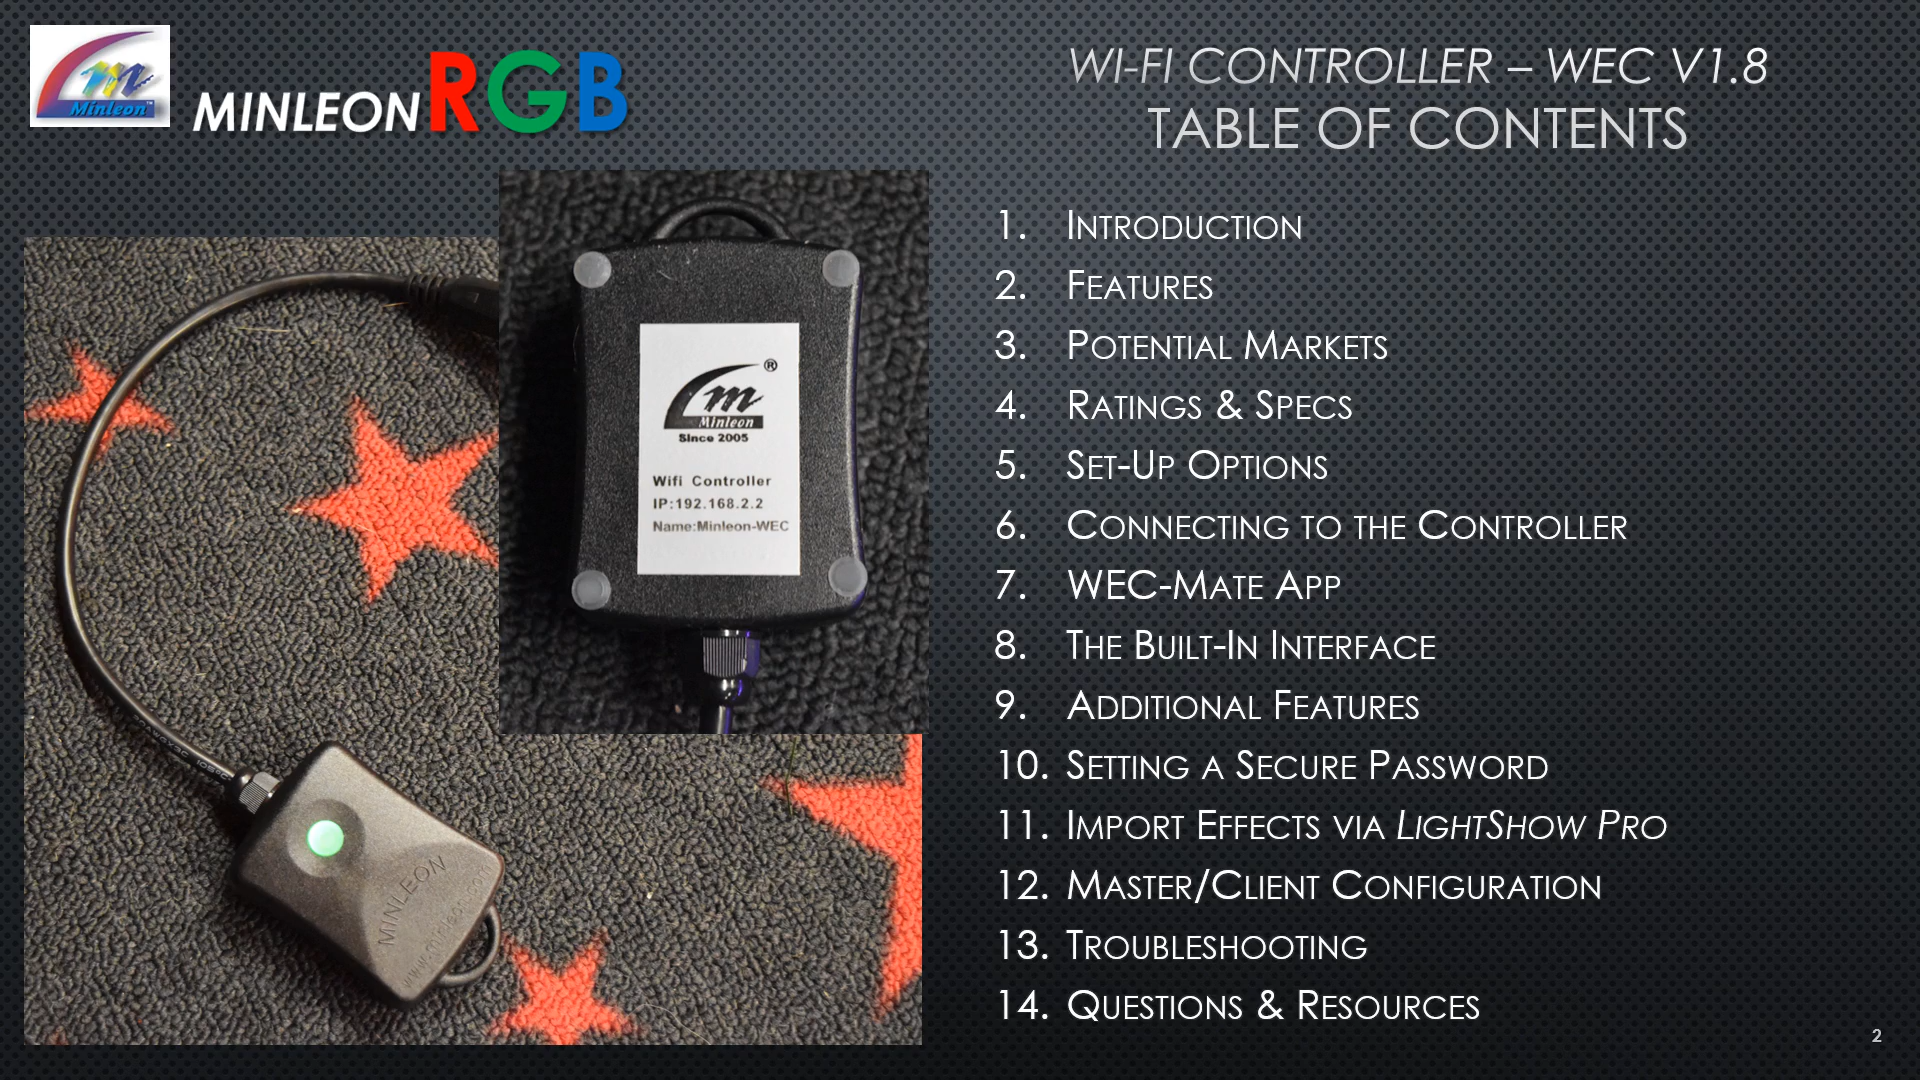 Minleon™
MINLEON RGB
WI-FI CONTROLLER – WEC V1.8
TABLE OF CONTENTS
m
Minleon
®
Since 2005
Wifi Controller
IP:192.168.2.2
Name:Minleon-WEC
105°C
MINLEON
www.minleon.com
1. INTRODUCTION
2. FEATURES
3. POTENTIAL MARKETS
4. RATINGS & SPECS
5. SET-UP OPTIONS
6. CONNECTING TO THE CONTROLLER
7. WEC-MATE APP
8. THE BUILT-IN INTERFACE
9. ADDITIONAL FEATURES
10. SETTING A SECURE PASSWORD
11. IMPORT EFFECTS VIA LIGHTSHOW PRO
12. MASTER/CLIENT CONFIGURATION
13. TROUBLESHOOTING
14. QUESTIONS & RESOURCES
2